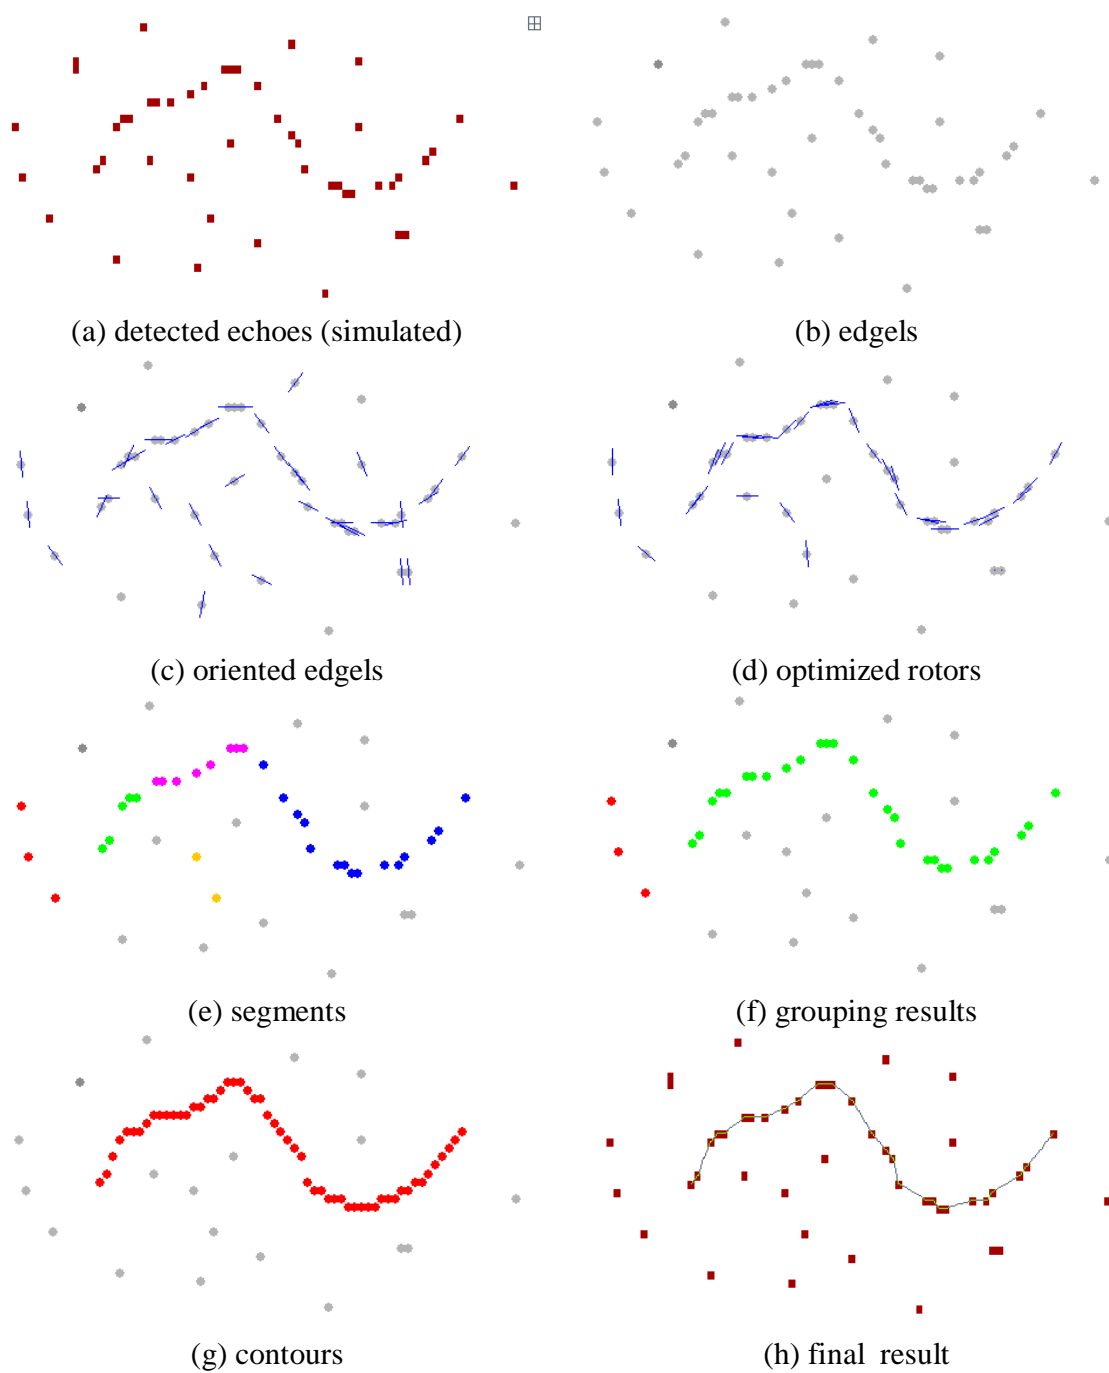 (a) detected echoes (simulated)
(b) edgels
(c) oriented edgels
(d) optimized rotors
(e) segments
(f) grouping results
(g) contours
(h) final result